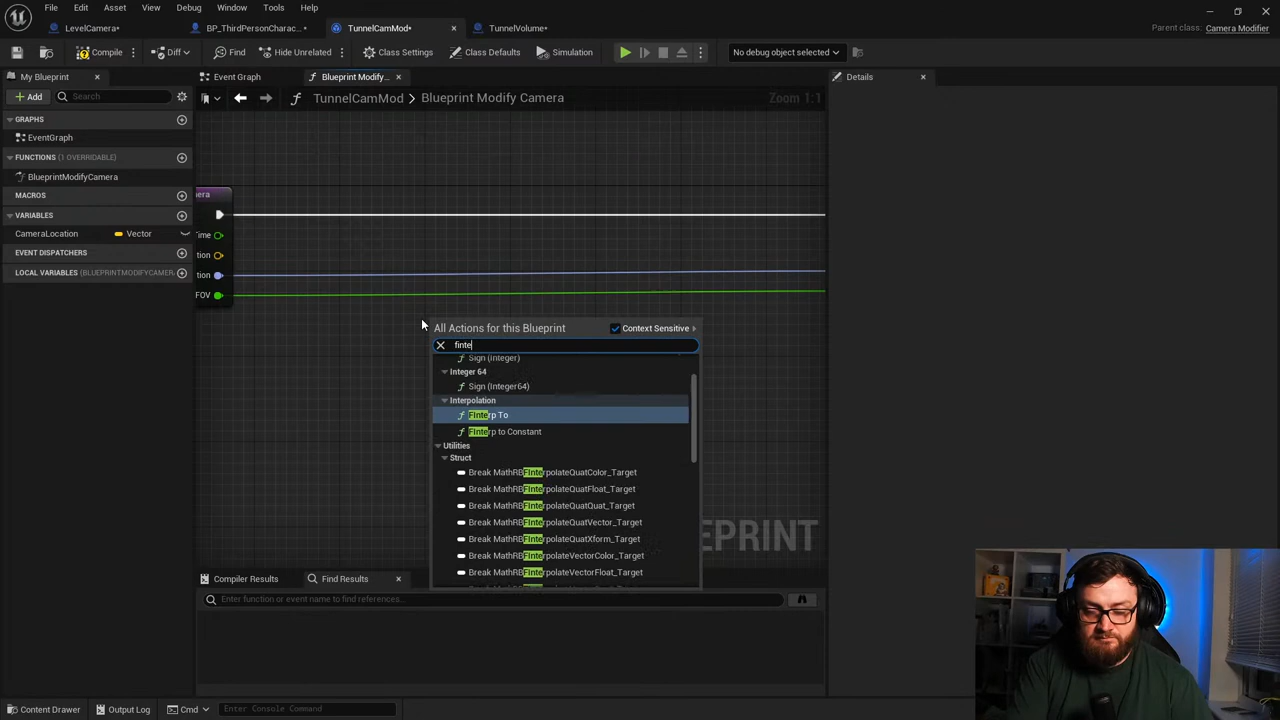 File Edit Asset View Debug Window Tools Help
LevelCamera* BP_ThirdPersonCharac...* TunnelCamMod* TunnelVolume*
Parent class: Camera Modifier
Compile Diff Find Hide Unrelated Class Settings Class Defaults Simulation No debug object selected
My Blueprint Event Graph Blueprint Modify... Details
+ Add Search TunnelCamMod > Blueprint Modify Camera Zoom 1:1
GRAPHS
EventGraph
FUNCTIONS (1 OVERRIDABLE)
BlueprintModifyCamera
MACROS
VARIABLES
CameraLocation Vector
EVENT DISPATCHERS
LOCAL VARIABLES (BLUEPRINTMODIFYCAMERA
era
Time
tion
tion
FOV
All Actions for this Blueprint Context Sensitive
finte
Sign (Integer)
Integer 64
Sign (Integer64)
Interpolation
FInterp To
FInterp to Constant
Utilities
Struct
Break MathRBFInterpolateQuatColor_Target
Break MathRBFInterpolateQuatFloat_Target
Break MathRBFInterpolateQuatQuat_Target
Break MathRBFInterpolateQuatVector_Target
Break MathRBFInterpolateQuatXform_Target
Break MathRBFInterpolateVectorColor_Target
Break MathRBFInterpolateVectorFloat_Target
EPRINT
Compiler Results Find Results
Enter function or event name to find references...
Content Drawer Output Log Cmd Enter Console Command